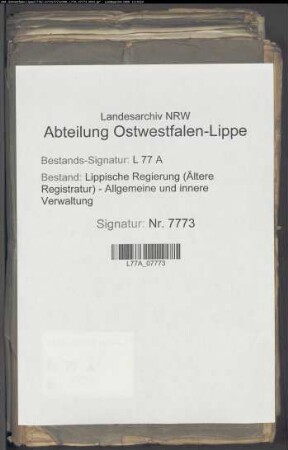 Landesarchiv NRW
Abteilung Ostwestfalen-Lippe
Bestands-Signatur: L 77 A
Bestand: Lippische Regierung (Ältere
Registratur) - Allgemeine und innere
Verwaltung
Signatur: Nr. 7773
L77A_07773